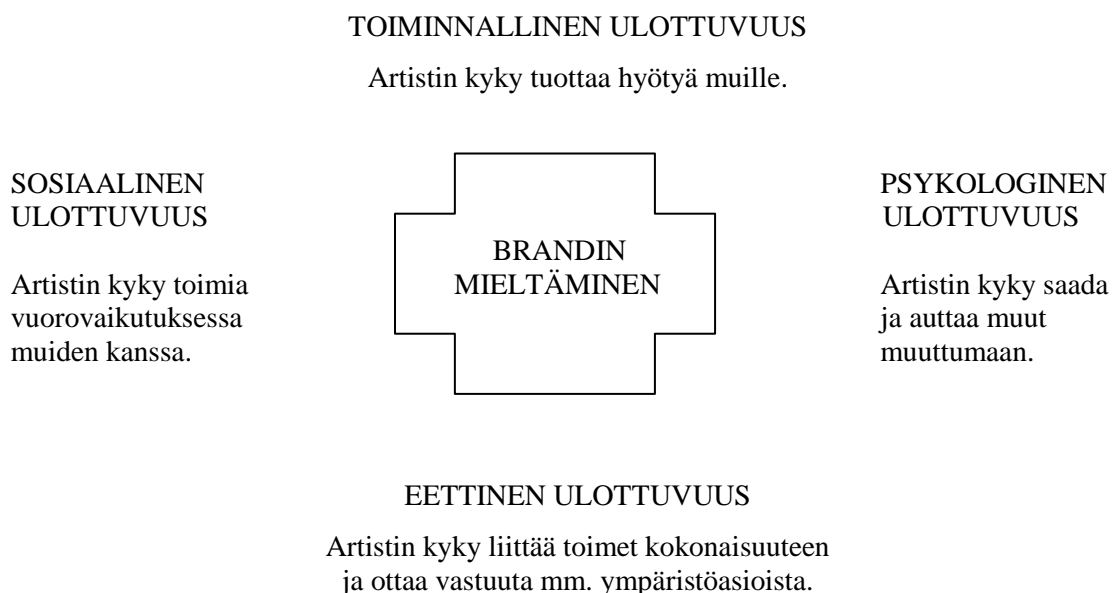 TOIMINNALLINEN ULOTTUVUUS
Artistin kyky tuottaa hyötyä muille.
SOSIAALINEN
ULOTTUVUUS
Artistin kyky toimia
vuorovaikutuksessa
muiden kanssa.
BRANDIN
MIELTÄMINEN
PSYKOLOGINEN
ULOTTUVUUS
Artistin kyky saada
ja auttaa muut
muuttumaan.
EETTINEN ULOTTUVUUS
Artistin kyky liittää toimet kokonaisuuteen
ja ottaa vastuuta mm. ympäristöasioista.